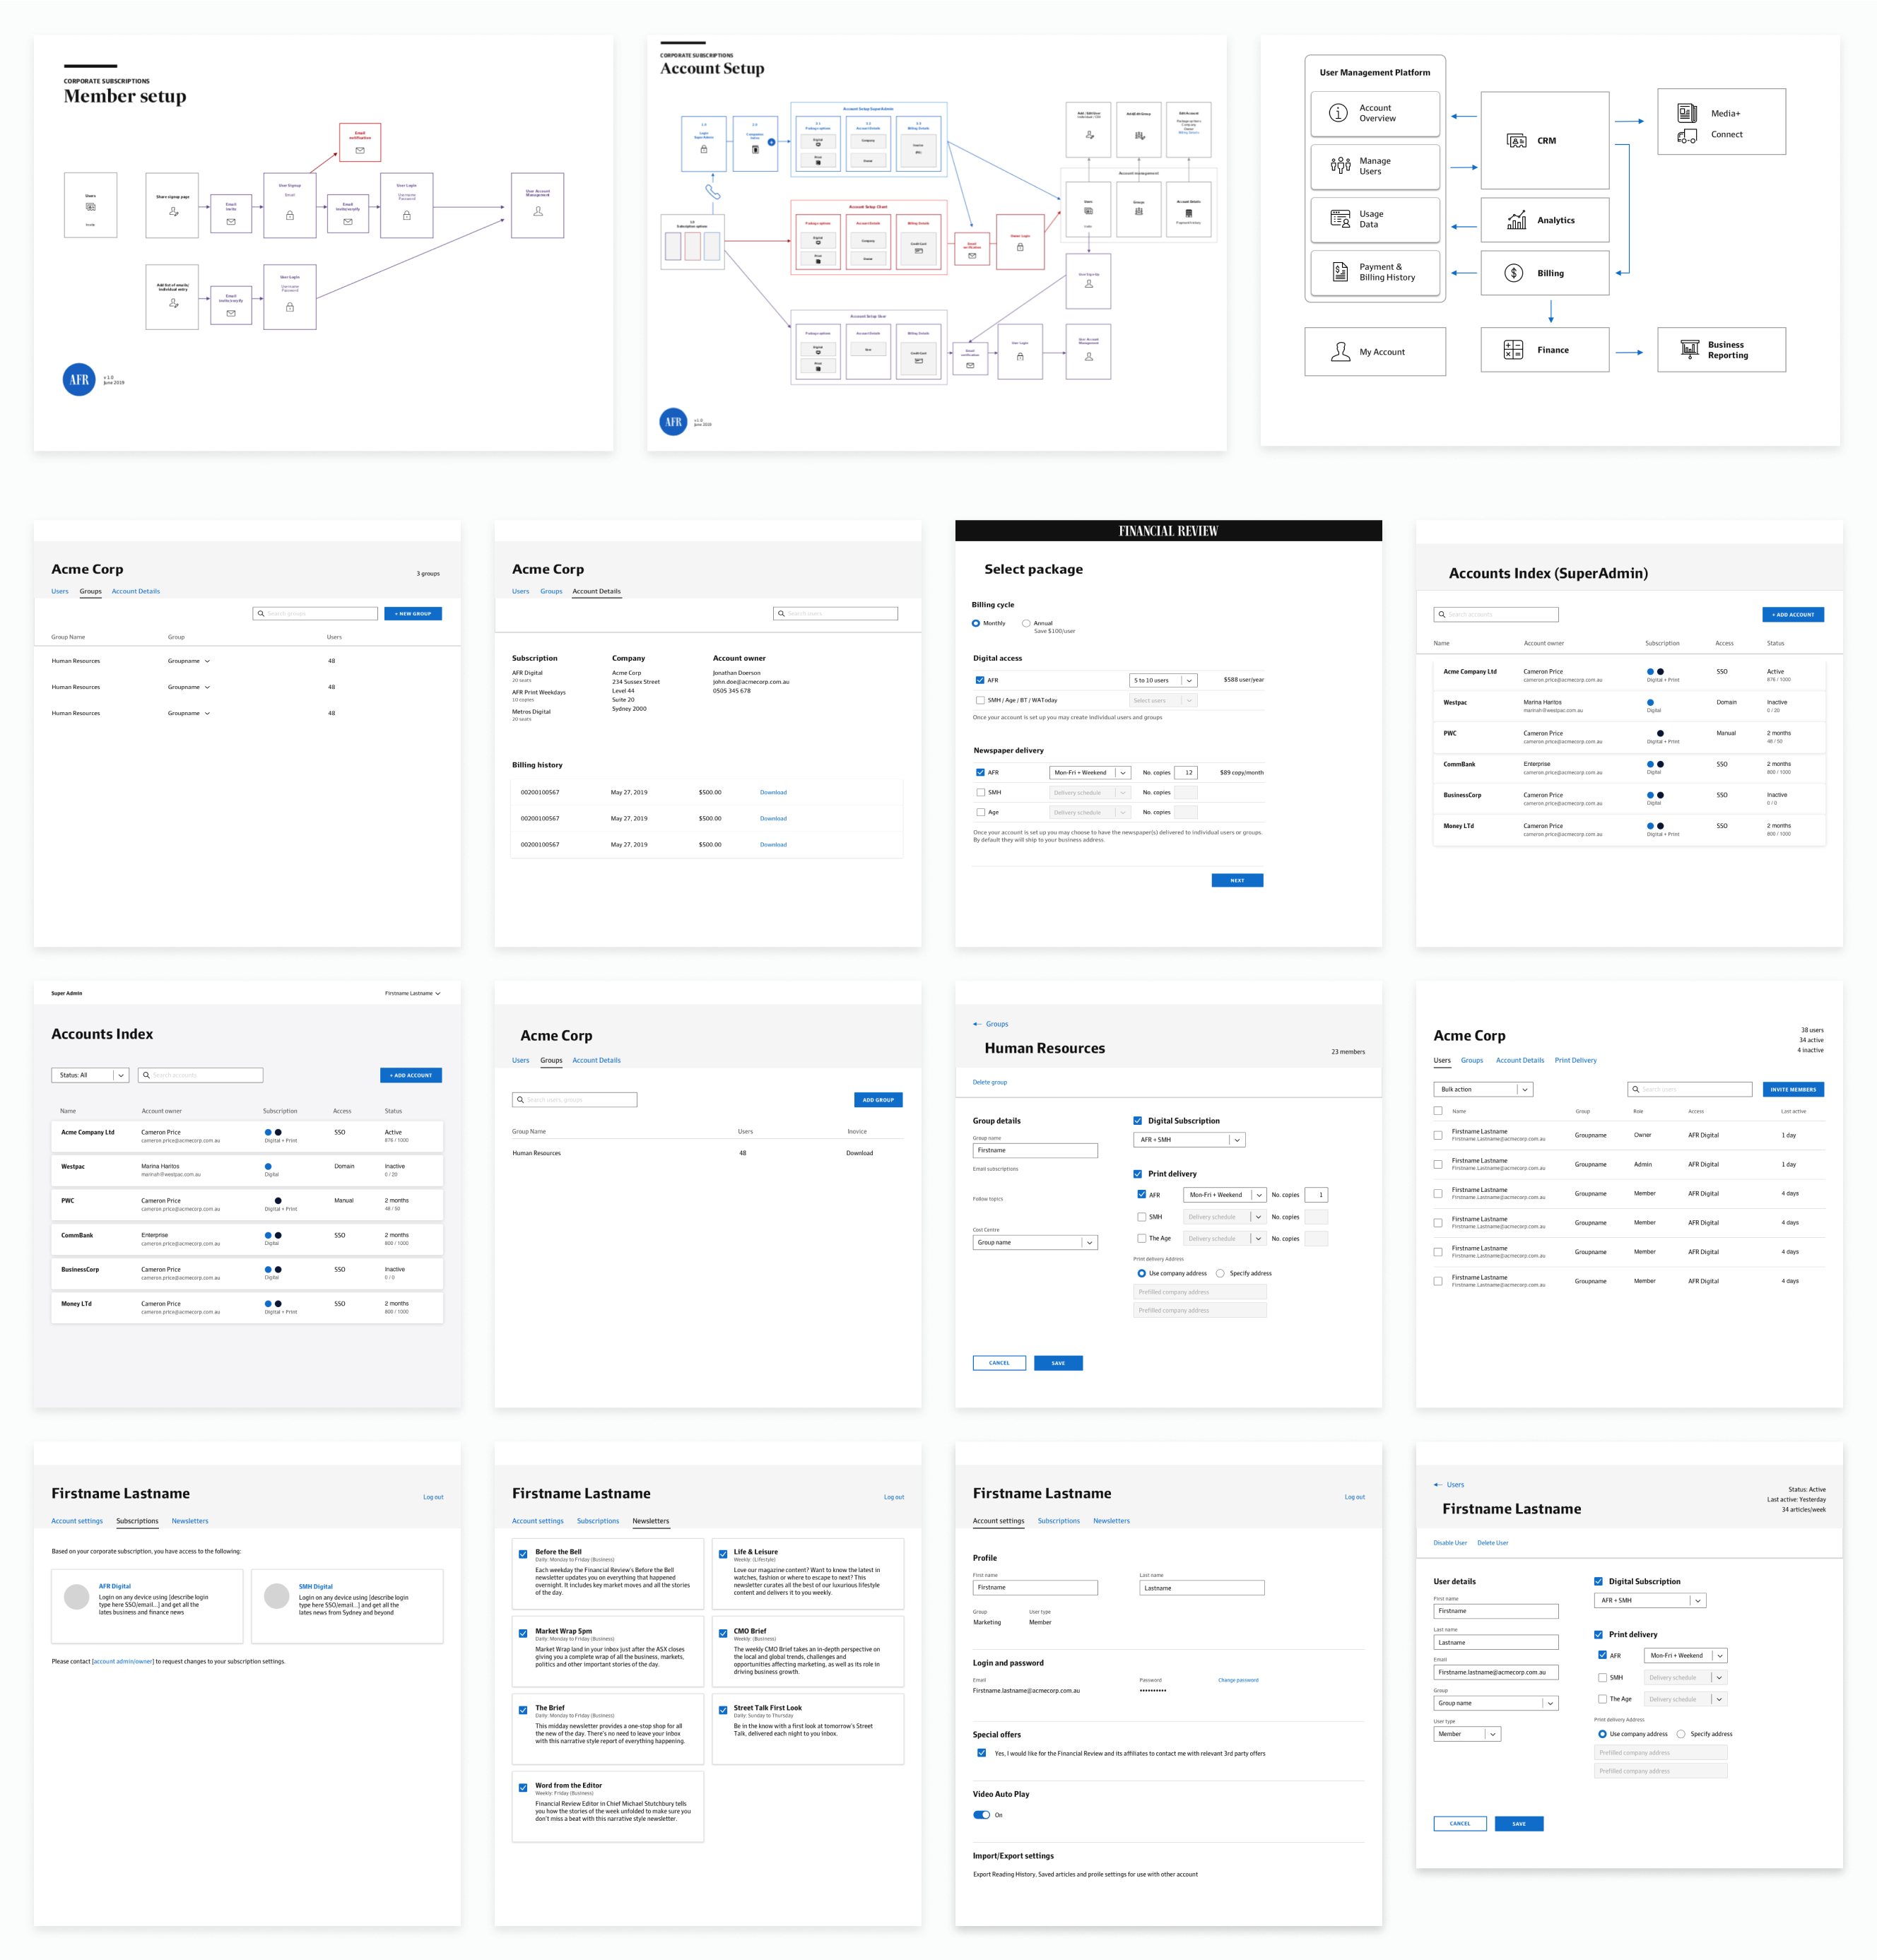 CORPORATE SUBSCRIPTIONS
Member setup
Email
notification
Users
Invite
Share signup page
Email
invite
User Signup
Email
Email
invite/verify
User Login
Username
Password
User Account
Management
Add list of emails/
individual entry
Email
invite/verify
User Login
Username
Password
AFR
v 1.0
June 2019
CORPORATE SUBSCRIPTIONS
Account Setup
Account Setup SuperAdmin
Package options
Account Details
Billing Details
Digital
Print
Company
Owner
Subscription options
Account Setup Client
Package options
Account Details
Billing Details
Digital
Print
Company
Owner
Credit Card
Email
notification
Owner Login
Account management
Users
Groups
Account Details
Account Setup User
Package options
Account Details
Billing Details
Digital
Print
User
Credit Card
Email
notification
User Login
User Account
Management
AFR
v 1.0
June 2019
User Management Platform
Account
Overview
Manage
Users
Usage
Data
Payment &
Billing History
My Account
CRM
Analytics
Billing
Finance
Media+
Connect
Business
Reporting
Acme Corp
3 groups
Users Groups Account Details
Search groups
+ NEW GROUP
Group Name Group Users
Human Resources Groupname 48
Human Resources Groupname 48
Human Resources Groupname 48
Acme Corp
Users Groups Account Details
Search users
Subscription
AFR Digital
20 seats
AFR Print Weekdays
10 copies
Metros Digital
20 seats
Company
Acme Corp
234 Sussex Street
Level 44
Suite 20
Sydney 2000
Account owner
Jonathan Doerson
john.doe@acmecorp.com.au
0505 345 678
Billing history
00200100567 May 27, 2019 $500.00 Download
00200100567 May 27, 2019 $500.00 Download
00200100567 May 27, 2019 $500.00 Download
FINANCIAL REVIEW
Select package
Billing cycle
Monthly Annual
Save $100/user
Digital access
AFR 5 to 10 users $588 user/year
SMH / Age / BT / WAToday Select users
Once your account is set up you may create individual users and groups
Newspaper delivery
AFR Mon-Fri + Weekend No. copies 12 $89 copy/month
SMH Delivery schedule No. copies
Age Delivery schedule No. copies
Once your account is set up you may choose to have the newspaper(s) delivered to individual users or groups.
By default they will ship to your business address.
NEXT
Accounts Index (SuperAdmin)
Search accounts
+ ADD ACCOUNT
Name Account owner Subscription Access Status
Acme Company Ltd Cameron Price SSO Active
cameron.price@acmecorp.com.au Digital + Print 876 / 1000
Westpac Marina Haritos Domain Inactive
marinah@westpac.com.au Digital 0 / 20
PWC Cameron Price Manual 2 months
cameron.price@acmecorp.com.au Digital + Print 48 / 50
CommBank Enterprise SSO 2 months
cameron.price@acmecorp.com.au Digital 800 / 1000
BusinessCorp Cameron Price SSO Inactive
cameron.price@acmecorp.com.au Digital 0 / 0
Money LTd Cameron Price SSO 2 months
cameron.price@acmecorp.com.au Digital + Print 800 / 1000
Super Admin
Firstname Lastname
Accounts Index
Status: All
Search accounts
+ ADD ACCOUNT
Name Account owner Subscription Access Status
Acme Company Ltd Cameron Price SSO Active
cameron.price@acmecorp.com.au Digital + Print 876 / 1000
Westpac Marina Haritos Domain Inactive
marinah@westpac.com.au Digital 0 / 20
PWC Cameron Price Manual 2 months
cameron.price@acmecorp.com.au Digital + Print 48 / 50
CommBank Enterprise SSO 2 months
cameron.price@acmecorp.com.au Digital 800 / 1000
BusinessCorp Cameron Price SSO Inactive
cameron.price@acmecorp.com.au Digital 0 / 0
Money LTd Cameron Price SSO 2 months
cameron.price@acmecorp.com.au Digital + Print 800 / 1000
Acme Corp
Users Groups Account Details
Search users, groups
ADD GROUP
Group Name Users Inovice
Human Resources 48 Download
Groups
Human Resources
23 members
Delete group
Group details
Group name
Firstname
Email subscriptions
Follow topics
Cost Centre
Group name
Digital Subscription
AFR + SMH
Print delivery
AFR Mon-Fri + Weekend No. copies 1
SMH Delivery schedule No. copies
The Age Delivery schedule No. copies
Print delivery Address
Use company address Specify address
Prefilled company address
Prefilled company address
CANCEL SAVE
Acme Corp
38 users
34 active
4 inactive
Users Groups Account Details Print Delivery
Bulk action
Search users
INVITE MEMBERS
Name Group Role Access Last active
Firstname Lastname Groupname Owner AFR Digital 1 day
Firstname.Lastname@acmecorp.com.au
Firstname Lastname Groupname Admin AFR Digital 1 day
Firstname.Lastname@acmecorp.com.au
Firstname Lastname Groupname Member AFR Digital 4 days
Firstname.Lastname@acmecorp.com.au
Firstname Lastname Groupname Member AFR Digital 4 days
Firstname.Lastname@acmecorp.com.au
Firstname Lastname Groupname Member AFR Digital 4 days
Firstname.Lastname@acmecorp.com.au
Firstname Lastname Groupname Member AFR Digital 4 days
Firstname.Lastname@acmecorp.com.au
Firstname Lastname
Log out
Account settings Subscriptions Newsletters
Based on your corporate subscription, you have access to the following:
AFR Digital
Login on any device using [describe login
type here SSO/email...] and get all the
lates business and finance news
SMH Digital
Login on any device using [describe login
type here SSO/email...] and get all the
lates news from Sydney and beyond
Please contact [account admin/owner] to request changes to your subscription settings.
Firstname Lastname
Log out
Account settings Subscriptions Newsletters
Before the Bell
Daily: Monday to Friday (Business)
Each weekday the Financial Review's Before the Bell
newsletter updates you on everything that happened
overnight. It includes key market moves and all the stories
of the day.
Life & Leisure
Weekly: (Lifestyle)
Love our magazine content? Want to know the latest in
watches, fashion or where to escape to next? This
newsletter curates all the best of our luxurious lifestyle
content and delivers it to you weekly.
Market Wrap 5pm
Daily: Monday to Friday (Business)
Market Wrap land in your inbox just after the ASX closes
giving you a complete wrap of all the business, markets,
politics and other important stories of the day.
CMO Brief
Weekly: (Business)
The weekly CMO Brief takes an in-depth perspective on
the local and global trends, challenges and
opportunities affecting marketing, as well as its role in
driving business growth.
The Brief
Daily: Monday to Friday (Business)
This midday newsletter provides a one-stop shop for all
the new of the day. There's no need to leave your inbox
with this narrative style report of everything happening.
Street Talk First Look
Daily: Sunday to Thursday
Be in the know with a first look at tomorrow's Street
Talk, delivered each night to you inbox.
Word from the Editor
Weekly: Friday (Business)
Financial Review Editor in Chief Michael Stutchbury tells
you how the stories of the week unfolded to make sure you
don't miss a beat with this narrative style newsletter.
Firstname Lastname
Log out
Account settings Subscriptions Newsletters
Profile
First name Last name
Firstname Lastname
Group User type
Marketing Member
Login and password
Email Password Change password
Firstname.lastname@acmecorp.com.au ••••••••••
Special offers
Yes, I would like for the Financial Review and its affiliates to contact me with relevant 3rd party offers
Video Auto Play
On
Import/Export settings
Export Reading History, Saved articles and proile settings for use with other account
Users
Firstname Lastname
Status: Active
Last active: Yesterday
34 articles/week
Disable User Delete User
User details
First name
Firstname
Last name
Lastname
Email
Firstname.lastname@acmecorp.com.au
Group
Group name
User type
Member
Digital Subscription
AFR + SMH
Print delivery
AFR Mon-Fri + Weekend
SMH Delivery schedule
The Age Delivery schedule
Print delivery Address
Use company address Specify address
Prefilled company address
Prefilled company address
CANCEL SAVE